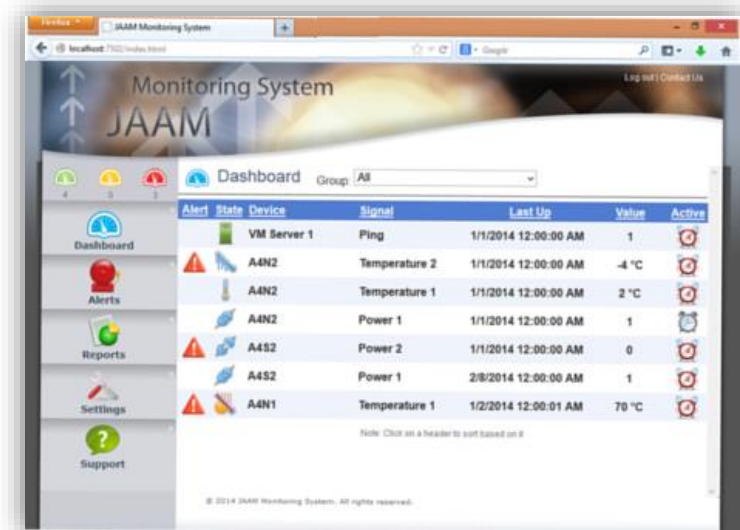 Firefox
JAAM Monitoring System
localhost:7102/index.html
Google
Monitoring System
JAAM
Log out | Contact Us
Dashboard
Group: All
4
3
Dashboard
Alerts
Reports
Settings
Support
Alert State Device Signal Last Up Value Active
VM Server 1 Ping 1/1/2014 12:00:00 AM 1
A4N2 Temperature 2 1/1/2014 12:00:00 AM -4 °C
A4N2 Temperature 1 1/1/2014 12:00:00 AM 2 °C
A4N2 Power 1 1/1/2014 12:00:00 AM 1
A4S2 Power 2 1/1/2014 12:00:00 AM 0
A4S2 Power 1 2/8/2014 12:00:00 AM 1
A4N1 Temperature 1 1/2/2014 12:00:01 AM 70 °C
Note: Click on a header to sort based on it
© 2014 JAAM Monitoring System. All rights reserved.